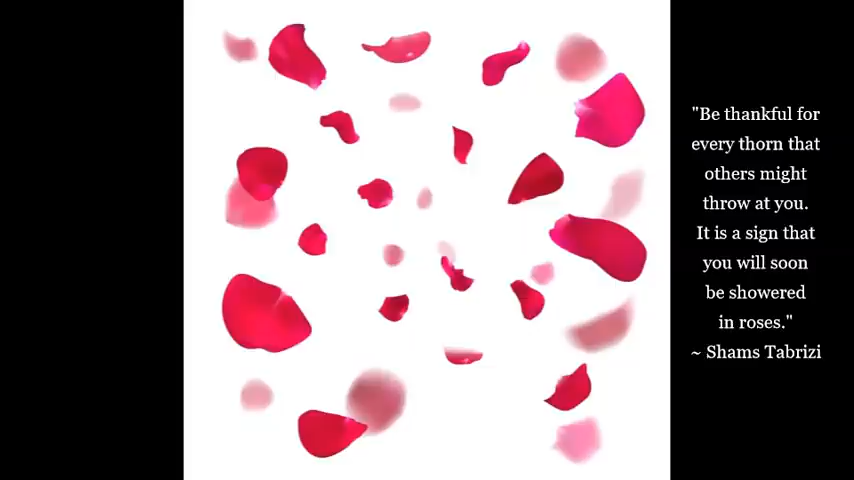 "Be thankful for
every thorn that
others might
throw at you.
It is a sign that
you will soon
be showered
in roses."
~ Shams Tabrizi